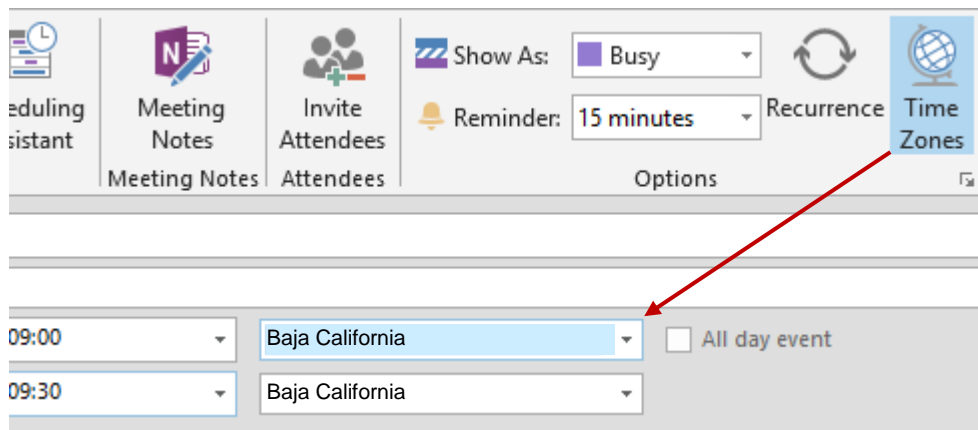 eduling
sistant
Meeting
Notes
Invite
Attendees
Show As:
Busy
Reminder:
15 minutes
Recurrence
Time
Zones
Meeting Notes
Attendees
Options
09:00
Baja California
All day event
09:30
Baja California